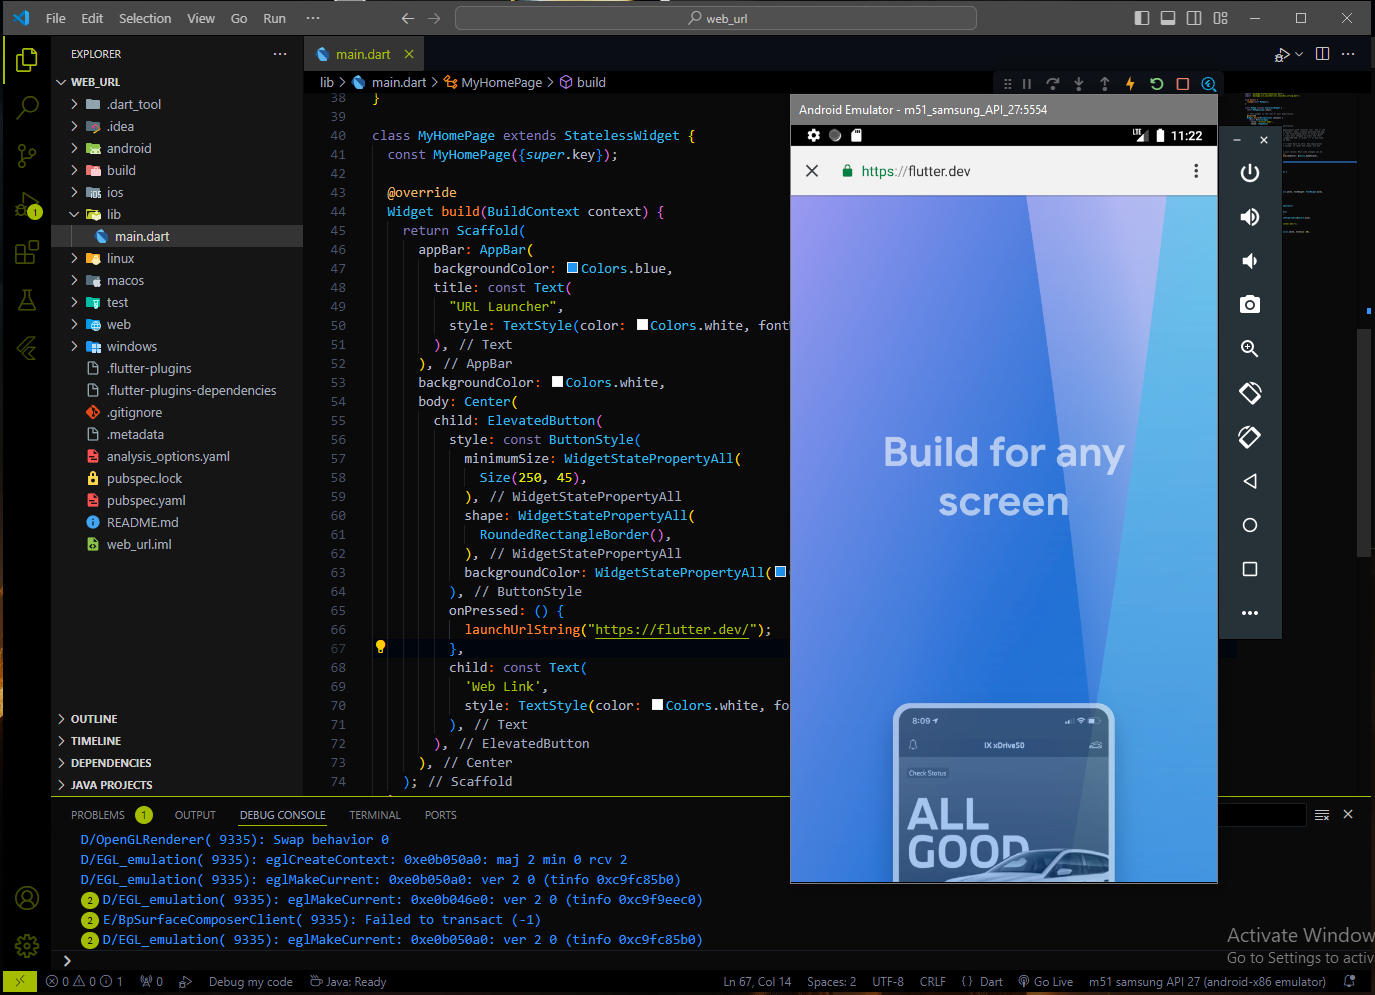 File Edit Selection View Go Run ···
web_url
EXPLORER
WEB_URL
.dart_tool
.idea
android
build
ios
lib
main.dart
linux
macos
test
web
windows
.flutter-plugins
.flutter-plugins-dependencies
.gitignore
.metadata
analysis_options.yaml
pubspec.lock
pubspec.yaml
README.md
web_url.iml
OUTLINE
TIMELINE
DEPENDENCIES
JAVA PROJECTS
1
main.dart
lib > main.dart > MyHomePage > build
38 }
39
40 class MyHomePage extends StatelessWidget {
41 const MyHomePage({super.key});
42
43 @override
44 Widget build(BuildContext context) {
45 return Scaffold(
46 appBar: AppBar(
47 backgroundColor: Colors.blue,
48 title: const Text(
49 "URL Launcher",
50 style: TextStyle(color: Colors.white, font
51 ), // Text
52 ), // AppBar
53 backgroundColor: Colors.white,
54 body: Center(
55 child: ElevatedButton(
56 style: const ButtonStyle(
57 minimumSize: WidgetStatePropertyAll(
58 Size(250, 45),
59 ), // WidgetStatePropertyAll
60 shape: WidgetStatePropertyAll(
61 RoundedRectangleBorder(),
62 ), // WidgetStatePropertyAll
63 backgroundColor: WidgetStatePropertyAll(
64 ), // ButtonStyle
65 onPressed: () {
66 launchUrlString("https://flutter.dev/");
67 },
68 child: const Text(
69 'Web Link',
70 style: TextStyle(color: Colors.white, fo
71 ), // Text
72 ), // ElevatedButton
73 ), // Center
74 ); // Scaffold
Android Emulator - m51_samsung_API_27:5554
LTE 11:22
https://flutter.dev
Build for any
screen
8:09
IX xDrive50
Check Status
ALL
GOOD
PROBLEMS 1 OUTPUT DEBUG CONSOLE TERMINAL PORTS
D/OpenGLRenderer( 9335): Swap behavior 0
D/EGL_emulation( 9335): eglCreateContext: 0xe0b050a0: maj 2 min 0 rcv 2
D/EGL_emulation( 9335): eglMakeCurrent: 0xe0b050a0: ver 2 0 (tinfo 0xc9fc85b0)
2 D/EGL_emulation( 9335): eglMakeCurrent: 0xe0b046e0: ver 2 0 (tinfo 0xc9f9eec0)
2 E/BpSurfaceComposerClient( 9335): Failed to transact (-1)
2 D/EGL_emulation( 9335): eglMakeCurrent: 0xe0b050a0: ver 2 0 (tinfo 0xc9fc85b0)
Activate Window
Go to Settings to activ
0 0 1 0 Debug my code Java: Ready Ln 67, Col 14 Spaces: 2 UTF-8 CRLF { } Dart Go Live m51 samsung API 27 (android-x86 emulator)